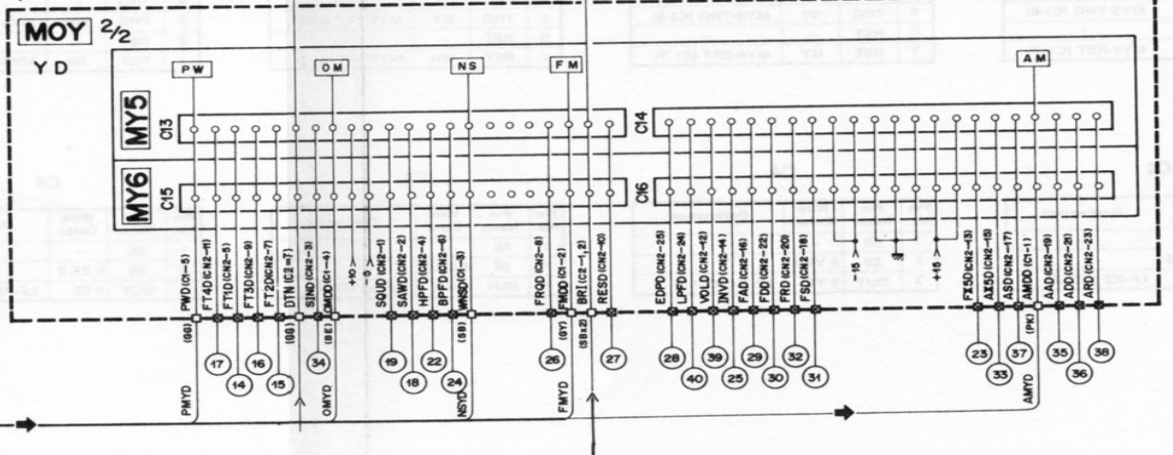 MOY 2/2
YD
PW
OM
NS
FM
AM
MY5
C13
C14
MY6
C15
C16
PWD(C1-5)
FT4D(CN2-11)
FT1D(CN2-5)
FT3D(CN2-9)
FT2D(CN2-7)
DTN(C2-7)
SIND(CN2-3)
OMDD(C1-4)
-10
-5
SQUD(CN2-1)
SAWD(CN2-2)
HPFD(CN2-4)
BPFD(CN2-6)
WNSD(C1-3)
FRQD(CN2-8)
FMDD(C1-2)
BRI(C2-1,2)
RESD(CN2-10)
EDPD(CN2-25)
LPFD(CN2-24)
VOLD(CN2-12)
INVD(CN2-14)
FAD(CN2-16)
FDD(CN2-22)
FRD(CN2-20)
FSD(CN2-18)
-15
+15
FX5D(CN2-13)
AZ5D(CN2-15)
ASD(CN2-17)
AMDD(C1-1)
AAD(CN2-19)
ADD(CN2-21)
ARD(CN2-23)
(GG)
(GG)
(BE)
(SB)
(GY)
(SBx2)
(PK)
17
14
16
15
34
19
18
22
24
26
27
28
40
39
25
29
30
32
31
23
33
37
35
36
38
PMYD
OMYD
NSYD
FMYD
AMYD